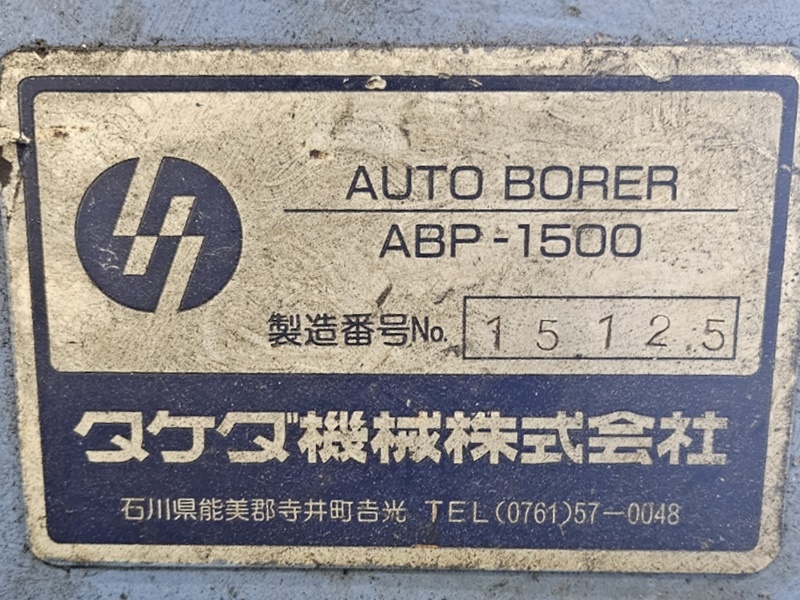 AUTO BORER
ABP-1500
製造番号No. 15125
タケダ機械株式会社
石川県能美郡寺井町吉光 TEL(0761)57-0048